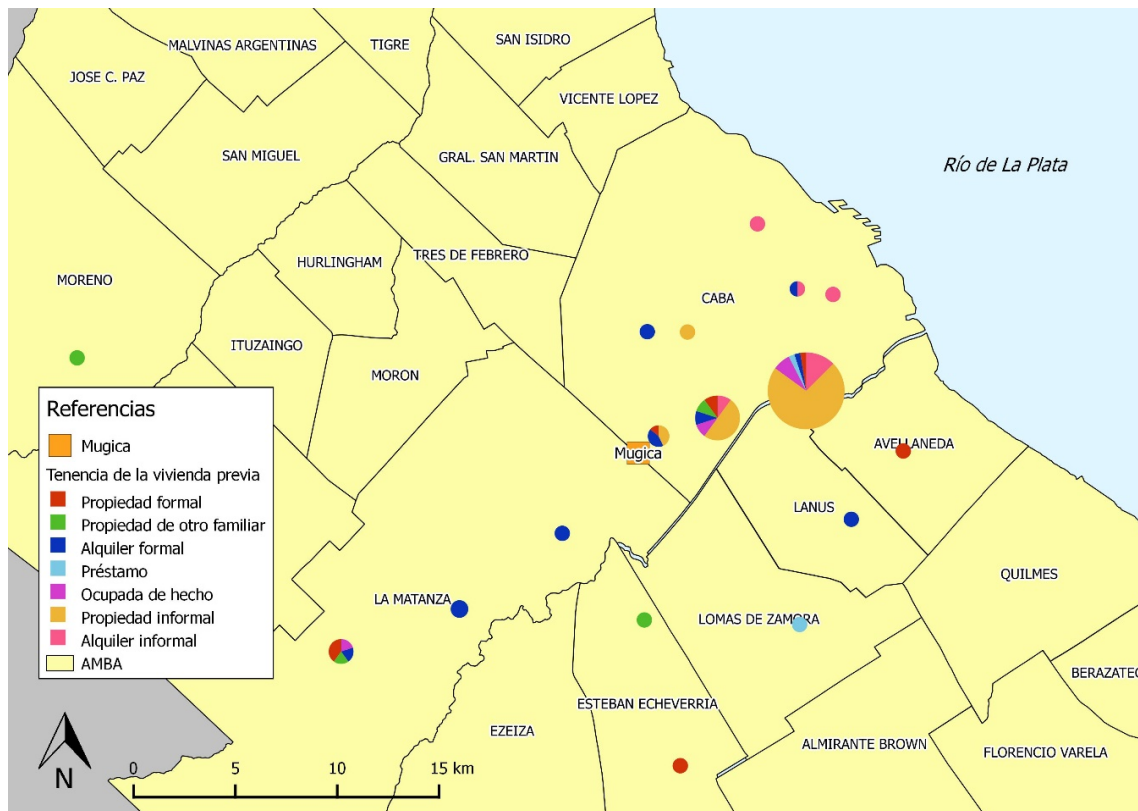 MALVINAS ARGENTINAS
TIGRE
SAN ISIDRO
JOSE C. PAZ
VICENTE LOPEZ
SAN MIGUEL
GRAL. SAN MARTIN
Río de La Plata
HURLINGHAM
TRES DE FEBRERO
MORENO
CABA
ITUZAINGO
MORON
Referencias
Mugica
Tenencia de la vivienda previa
Propiedad formal
Propiedad de otro familiar
Alquiler formal
Préstamo
Ocupada de hecho
Propiedad informal
Alquiler informal
AMBA
Mugica
AVELLANEDA
LANUS
QUILMES
LA MATANZA
LOMAS DE ZAMORA
BERAZATEG
ESTEBAN ECHEVERRIA
EZEIZA
ALMIRANTE BROWN
FLORENCIO VARELA
N
0 5 10 15 km